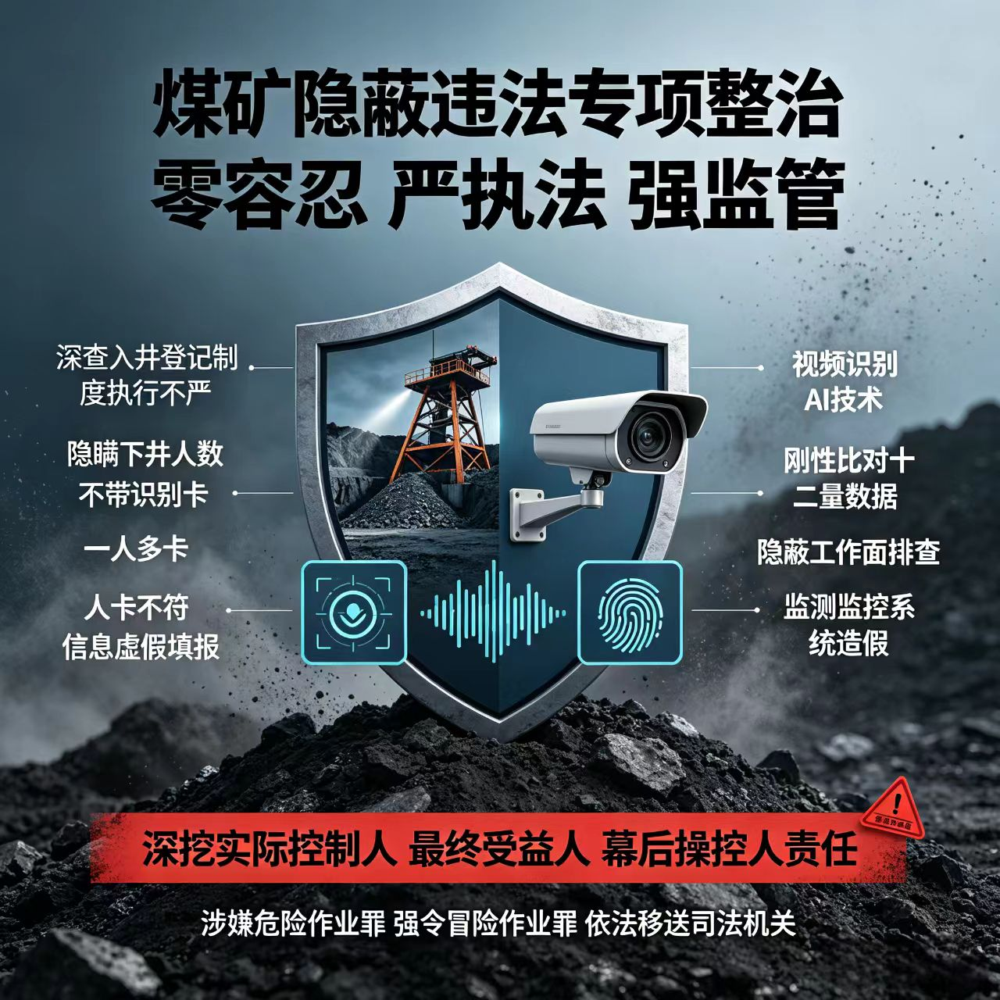 煤矿隐蔽违法专项整治
零容忍 严执法 强监管
深查入井登记制
度执行不严
隐瞒下井人数
不带识别卡
一人多卡
人卡不符
信息虚假填报
视频识别
AI技术
刚性比对十
二量数据
隐蔽工作面排查
监测监控系
统造假
深挖实际控制人 最终受益人 幕后操控人责任
涉嫌危险作业罪 强令冒险作业罪 依法移送司法机关